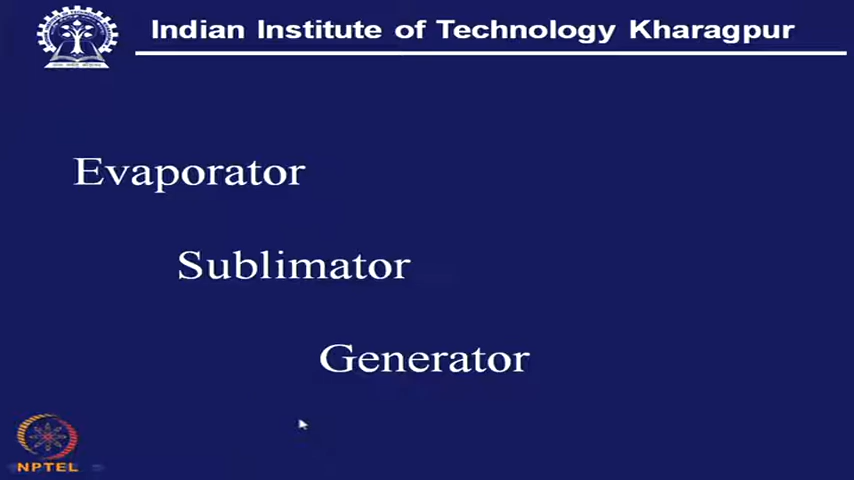 Indian Institute of Technology Kharagpur
Evaporator
Sublimator
Generator
NPTEL